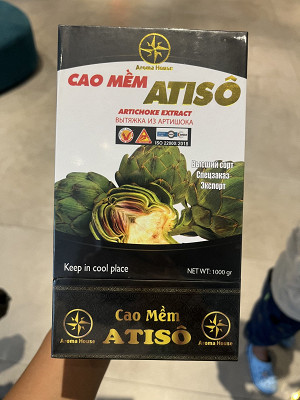 Aroma House
CAO MỀM ATISÔ
ARTICHOKE EXTRACT
ВЫТЯЖКА ИЗ АРТИШОКА
ISO 22000:2018
Высший сорт
Спецзаказ
Экспорт
Keep in cool place
NET WT: 1000 gr
Cao Mềm
ATISÔ
Aroma House
Aroma House